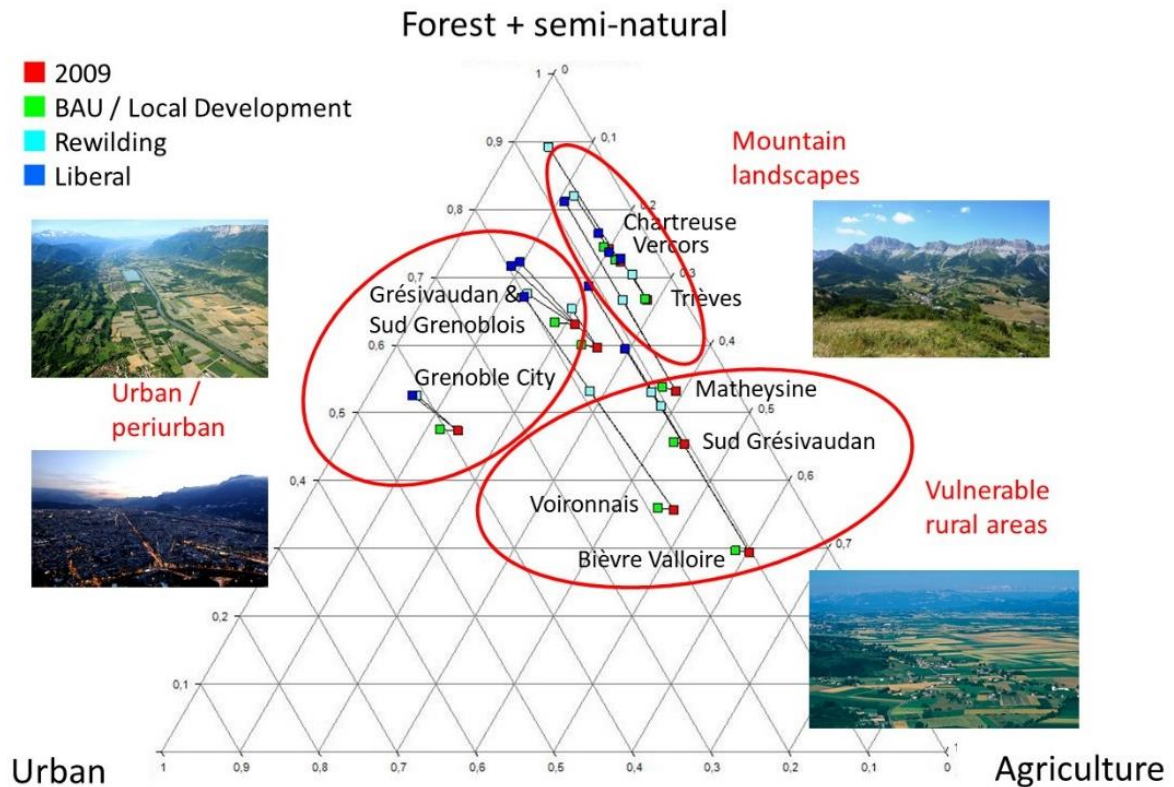 Forest + semi-natural
2009
BAU / Local Development
Rewilding
Liberal
1
0
0,9
0,1
0,8
0,2
0,7
0,3
0,6
0,4
0,5
0,5
0,4
0,6
0,7
0,2
0,1
1
Mountain
landscapes
Chartreuse
Vercors
Trièves
Grésivaudan &
Sud Grenoblois
Grenoble City
Urban /
periurban
Matheysine
Sud Grésivaudan
Voironnais
Bièvre Valloire
Vulnerable
rural areas
1
0,9
0,8
0,7
0,6
0,5
0,4
0,3
0,2
0,1
0
Urban
Agriculture